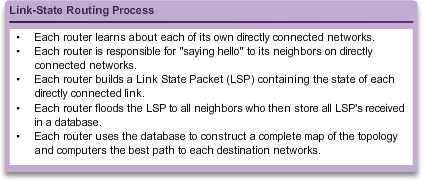 Link-State Routing Process
• Each router learns about each of its own directly connected networks.
• Each router is responsible for "saying hello" to its neighbors on directly
connected networks.
• Each router builds a Link State Packet (LSP) containing the state of each
directly connected link.
• Each router floods the LSP to all neighbors who then store all LSP's received
in a database.
• Each router uses the database to construct a complete map of the topology
and computers the best path to each destination networks.